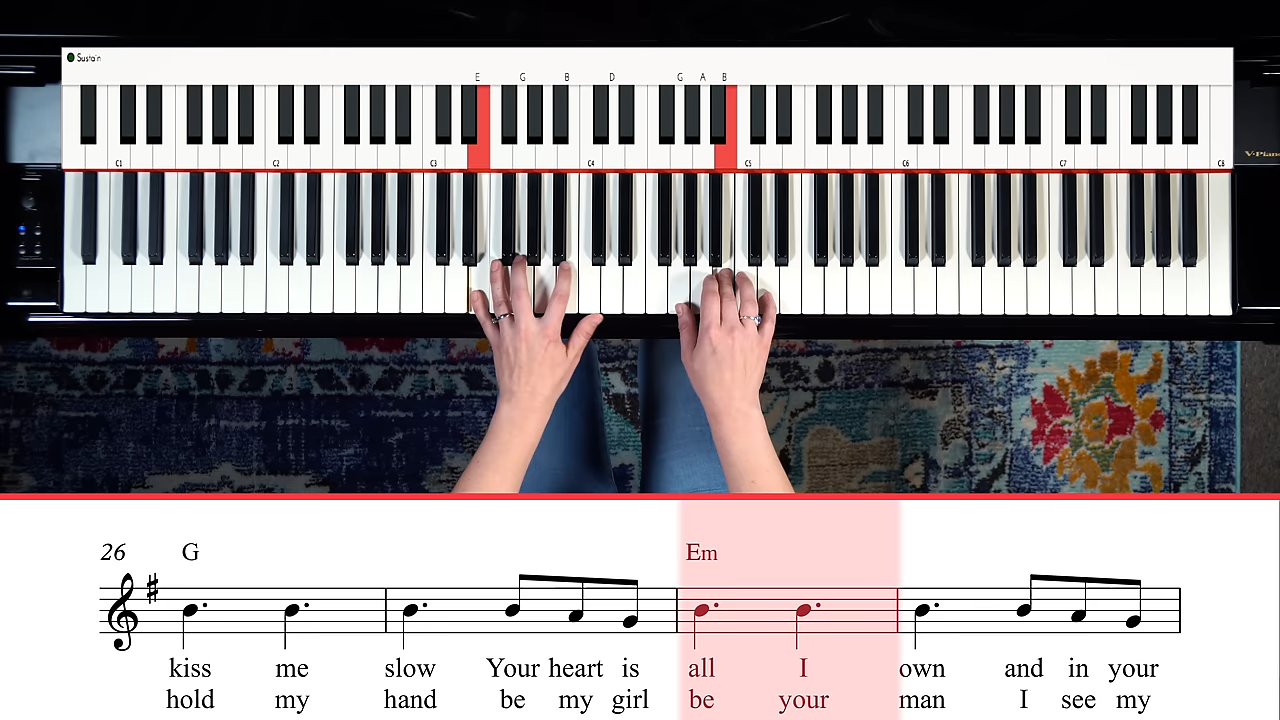 Sustain
E G B D G A B
C1 C2 C3 C4 C5 C6 C7 C8
V-Piano
26 G Em
kiss me slow Your heart is all I own and in your
hold my hand be my girl be your man I see my